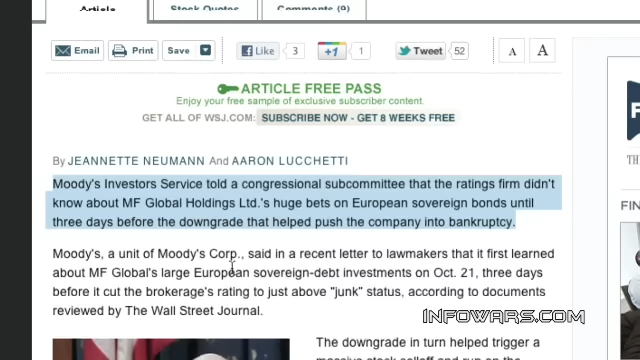 Article
Stock Quotes
Comments (9)
Email
Print
Save
Like
3
+1
1
Tweet
52
A
A
ARTICLE FREE PASS
Enjoy your free sample of exclusive subscriber content.
GET ALL OF WSJ.COM: SUBSCRIBE NOW - GET 8 WEEKS FREE
By JEANNETTE NEUMANN And AARON LUCCHETTI
Moody's Investors Service told a congressional subcommittee that the ratings firm didn't
know about MF Global Holdings Ltd.'s huge bets on European sovereign bonds until
three days before the downgrade that helped push the company into bankruptcy.
Moody's, a unit of Moody's Corp., said in a recent letter to lawmakers that it first learned
about MF Global's large European sovereign-debt investments on Oct. 21, three days
before it cut the brokerage's rating to just above "junk" status, according to documents
reviewed by The Wall Street Journal.
The downgrade in turn helped trigger a
massive stock selloff and run on the
FIN
INFOWARS.COM